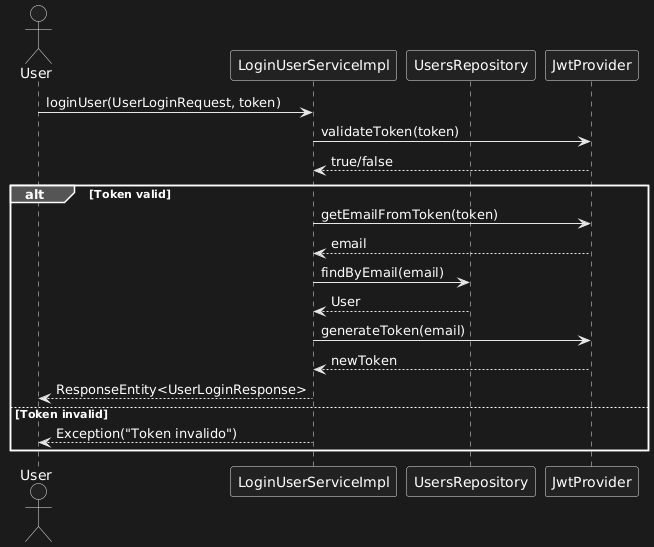 User
LoginUserServiceImpl
UsersRepository
JwtProvider
loginUser(UserLoginRequest, token)
validateToken(token)
true/false
alt
[Token valid]
getEmailFromToken(token)
email
findByEmail(email)
User
generateToken(email)
newToken
ResponseEntity<UserLoginResponse>
[Token invalid]
Exception("Token invalido")
User
LoginUserServiceImpl
UsersRepository
JwtProvider